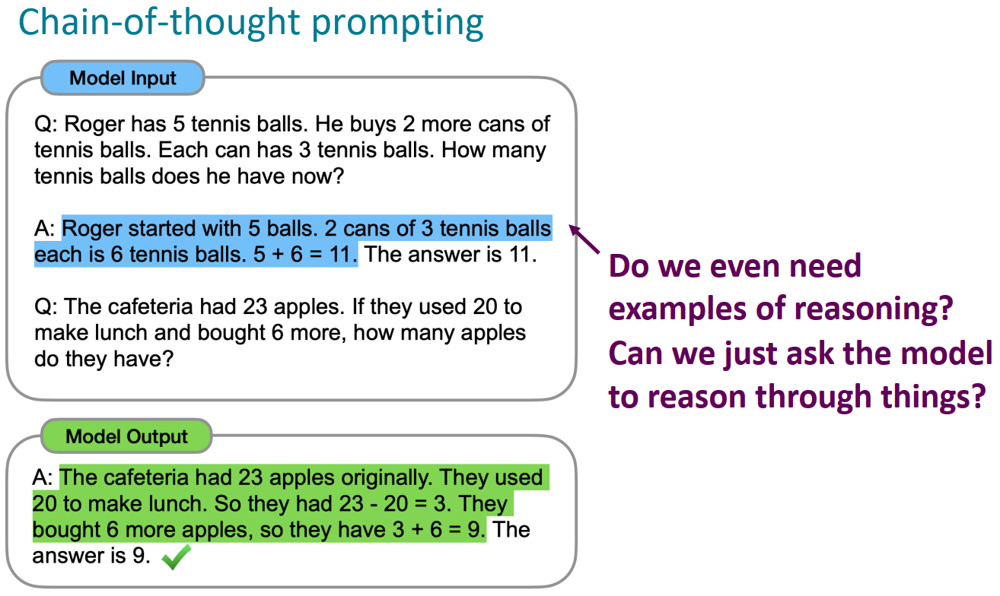 Chain-of-thought prompting
Model Input
Q: Roger has 5 tennis balls. He buys 2 more cans of
tennis balls. Each can has 3 tennis balls. How many
tennis balls does he have now?
A: Roger started with 5 balls. 2 cans of 3 tennis balls
each is 6 tennis balls. 5 + 6 = 11. The answer is 11.
Q: The cafeteria had 23 apples. If they used 20 to
make lunch and bought 6 more, how many apples
do they have?
Do we even need
examples of reasoning?
Can we just ask the model
to reason through things?
Model Output
A: The cafeteria had 23 apples originally. They used
20 to make lunch. So they had 23 - 20 = 3. They
bought 6 more apples, so they have 3 + 6 = 9. The
answer is 9.